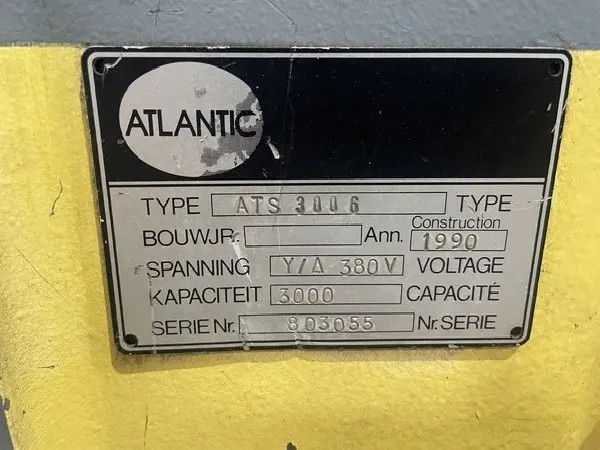 ATLANTIC
TYPE ATS 3006 TYPE
BOUWJR. Ann. Construction 1990
SPANNING Y/Δ 380V VOLTAGE
KAPACITEIT 3000 CAPACITÉ
SERIE Nr. 803055 Nr. SERIE